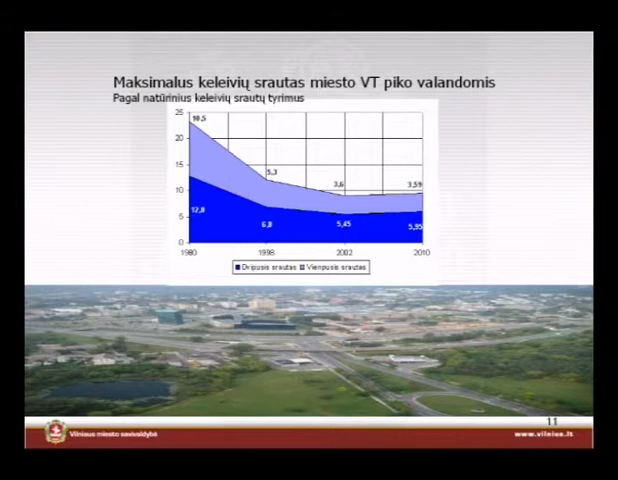 Maksimalus keleivių srautas miesto VT piko valandomis
Pagal natūrinius keleivių srautų tyrimus
25
20
15
10
5
0
10,5
5,3
3,6
3,59
12,8
6,8
5,45
5,95
1980 1998 2002 2010
Dvipusis srautas Vienpusis srautas
11
Vilniaus miesto savivaldybė
www.vilnius.lt